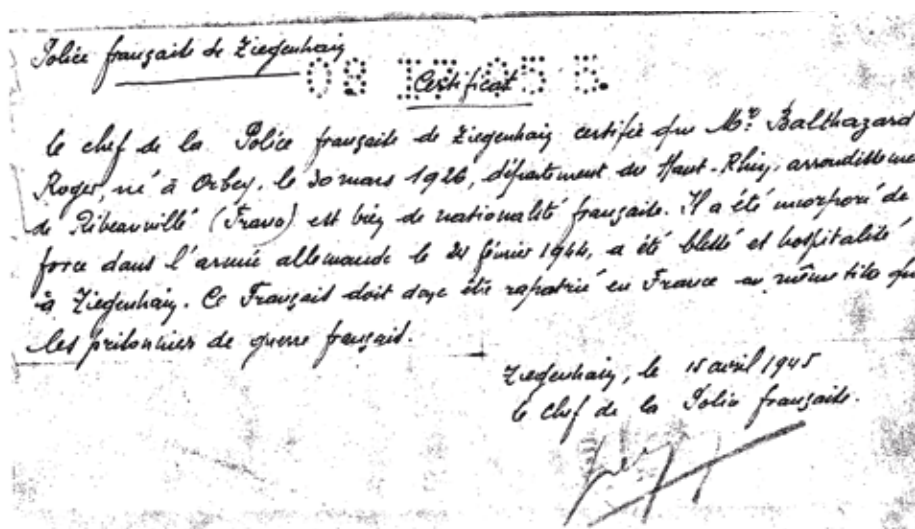 Police française de Ziegenhain
Certificat
le chef de la Police française de Ziegenhain certifie que Mr Balthazard
Roger, né à Orbey, le 30 mars 1926, département du Haut-Rhin, arrondisseme
de Ribeauvillé (France) est bien de nationalité française. Il a été incorporé de
force dans l'armée allemande le février 1944, a été blessé et hospitalisé
à Ziegenhain. Ce Français doit donc être rapatrié en France au même titre que
les prisonniers de guerre français.
Ziegenhain, le 15 avril 1945
le chef de la Police française.